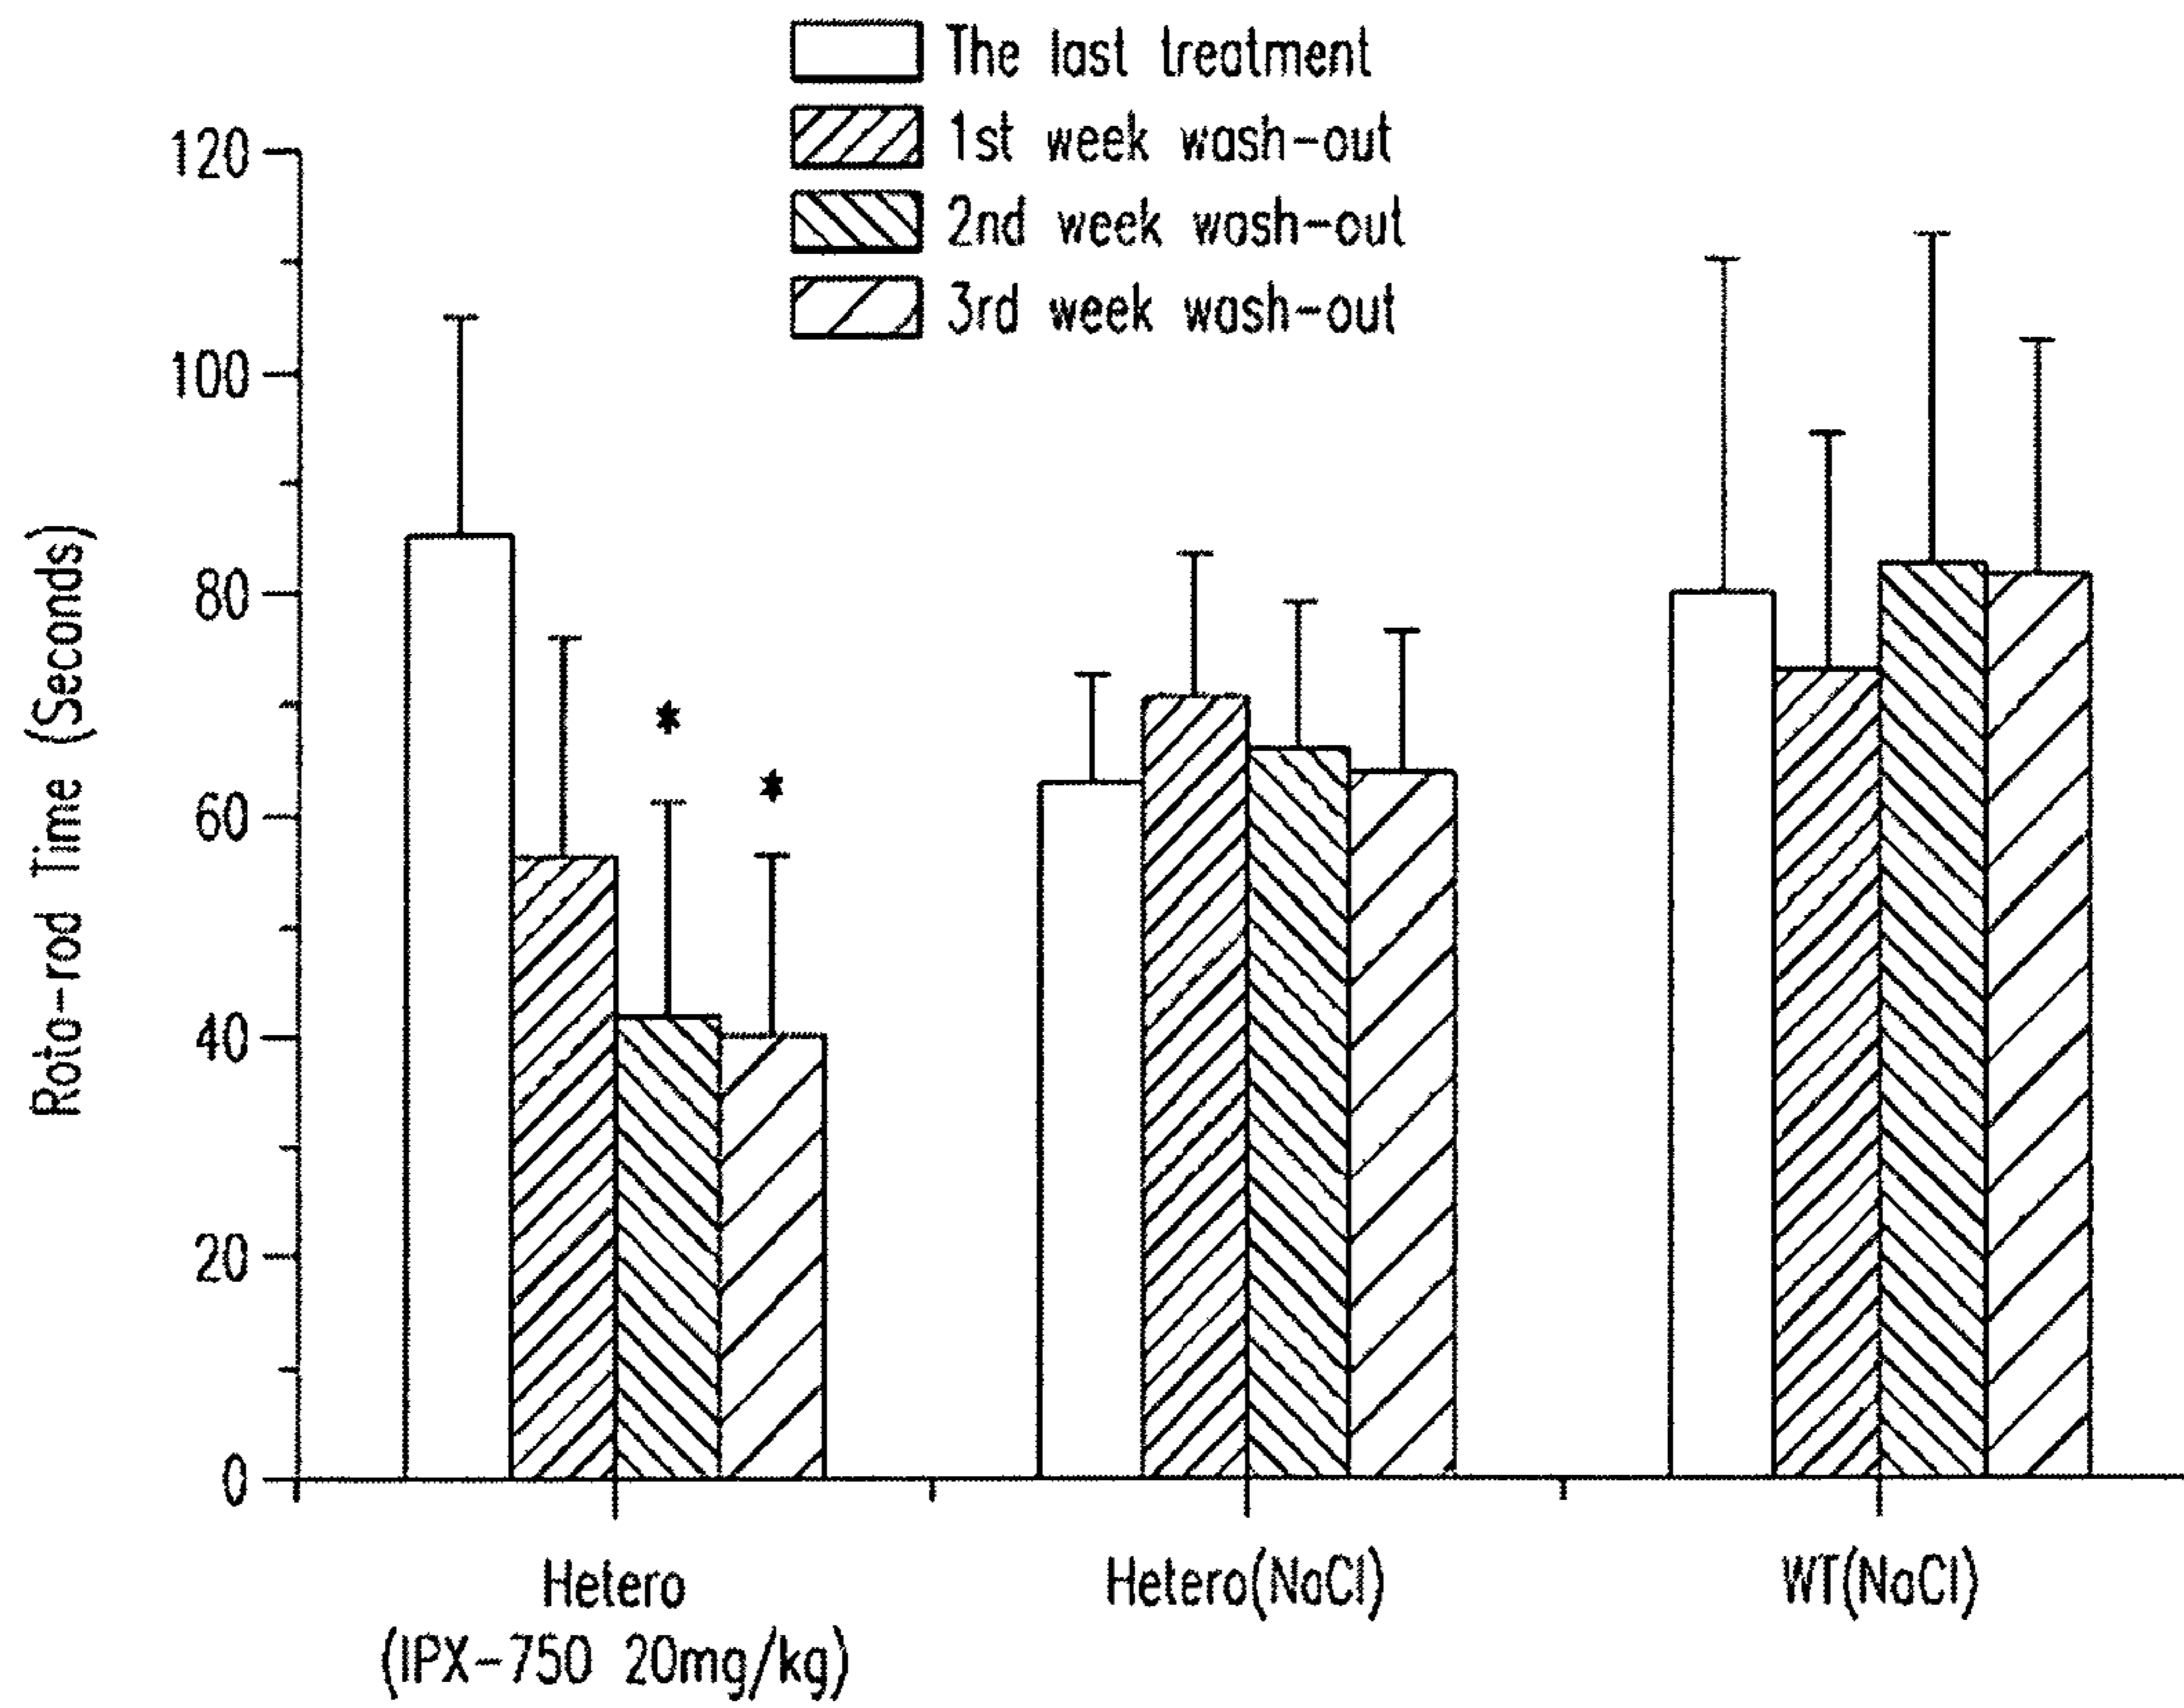 The last treatment
1st week wash-out
2nd week wash-out
3rd week wash-out
120
100
80
60
40
20
0
Roto-rod Time (Seconds)
*
*
Hetero
(IPX-750 20mg/kg)
Hetero(NaCl)
WT(NaCl)